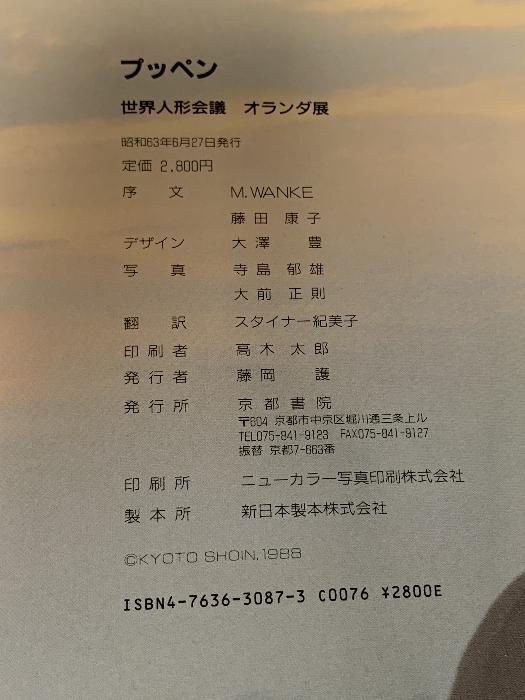 プッペン
世界人形会議 オランダ展
昭和63年6月27日発行
定価 2,800円
序文 M.WANKE
藤田康子
デザイン 大澤豊
写真 寺島郁雄
大前正則
翻訳 スタイナー紀美子
印刷者 高木太郎
発行者 藤岡護
発行所 京都書院
〒604 京都市中京区堀川通三条上ル
TEL075-841-9123 FAX075-841-9127
振替 京都7-663番
印刷所 ニューカラー写真印刷株式会社
製本所 新日本製本株式会社
©KYOTO SHOIN,1988
ISBN4-7636-3087-3 C0076 ¥2800E